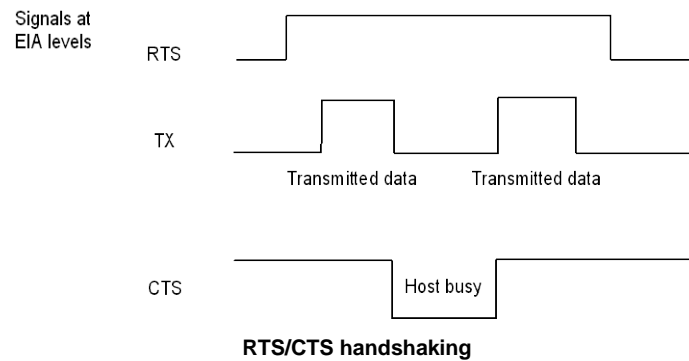 Signals at
EIA levels
RTS
TX
Transmitted data
Transmitted data
CTS
Host busy
RTS/CTS handshaking